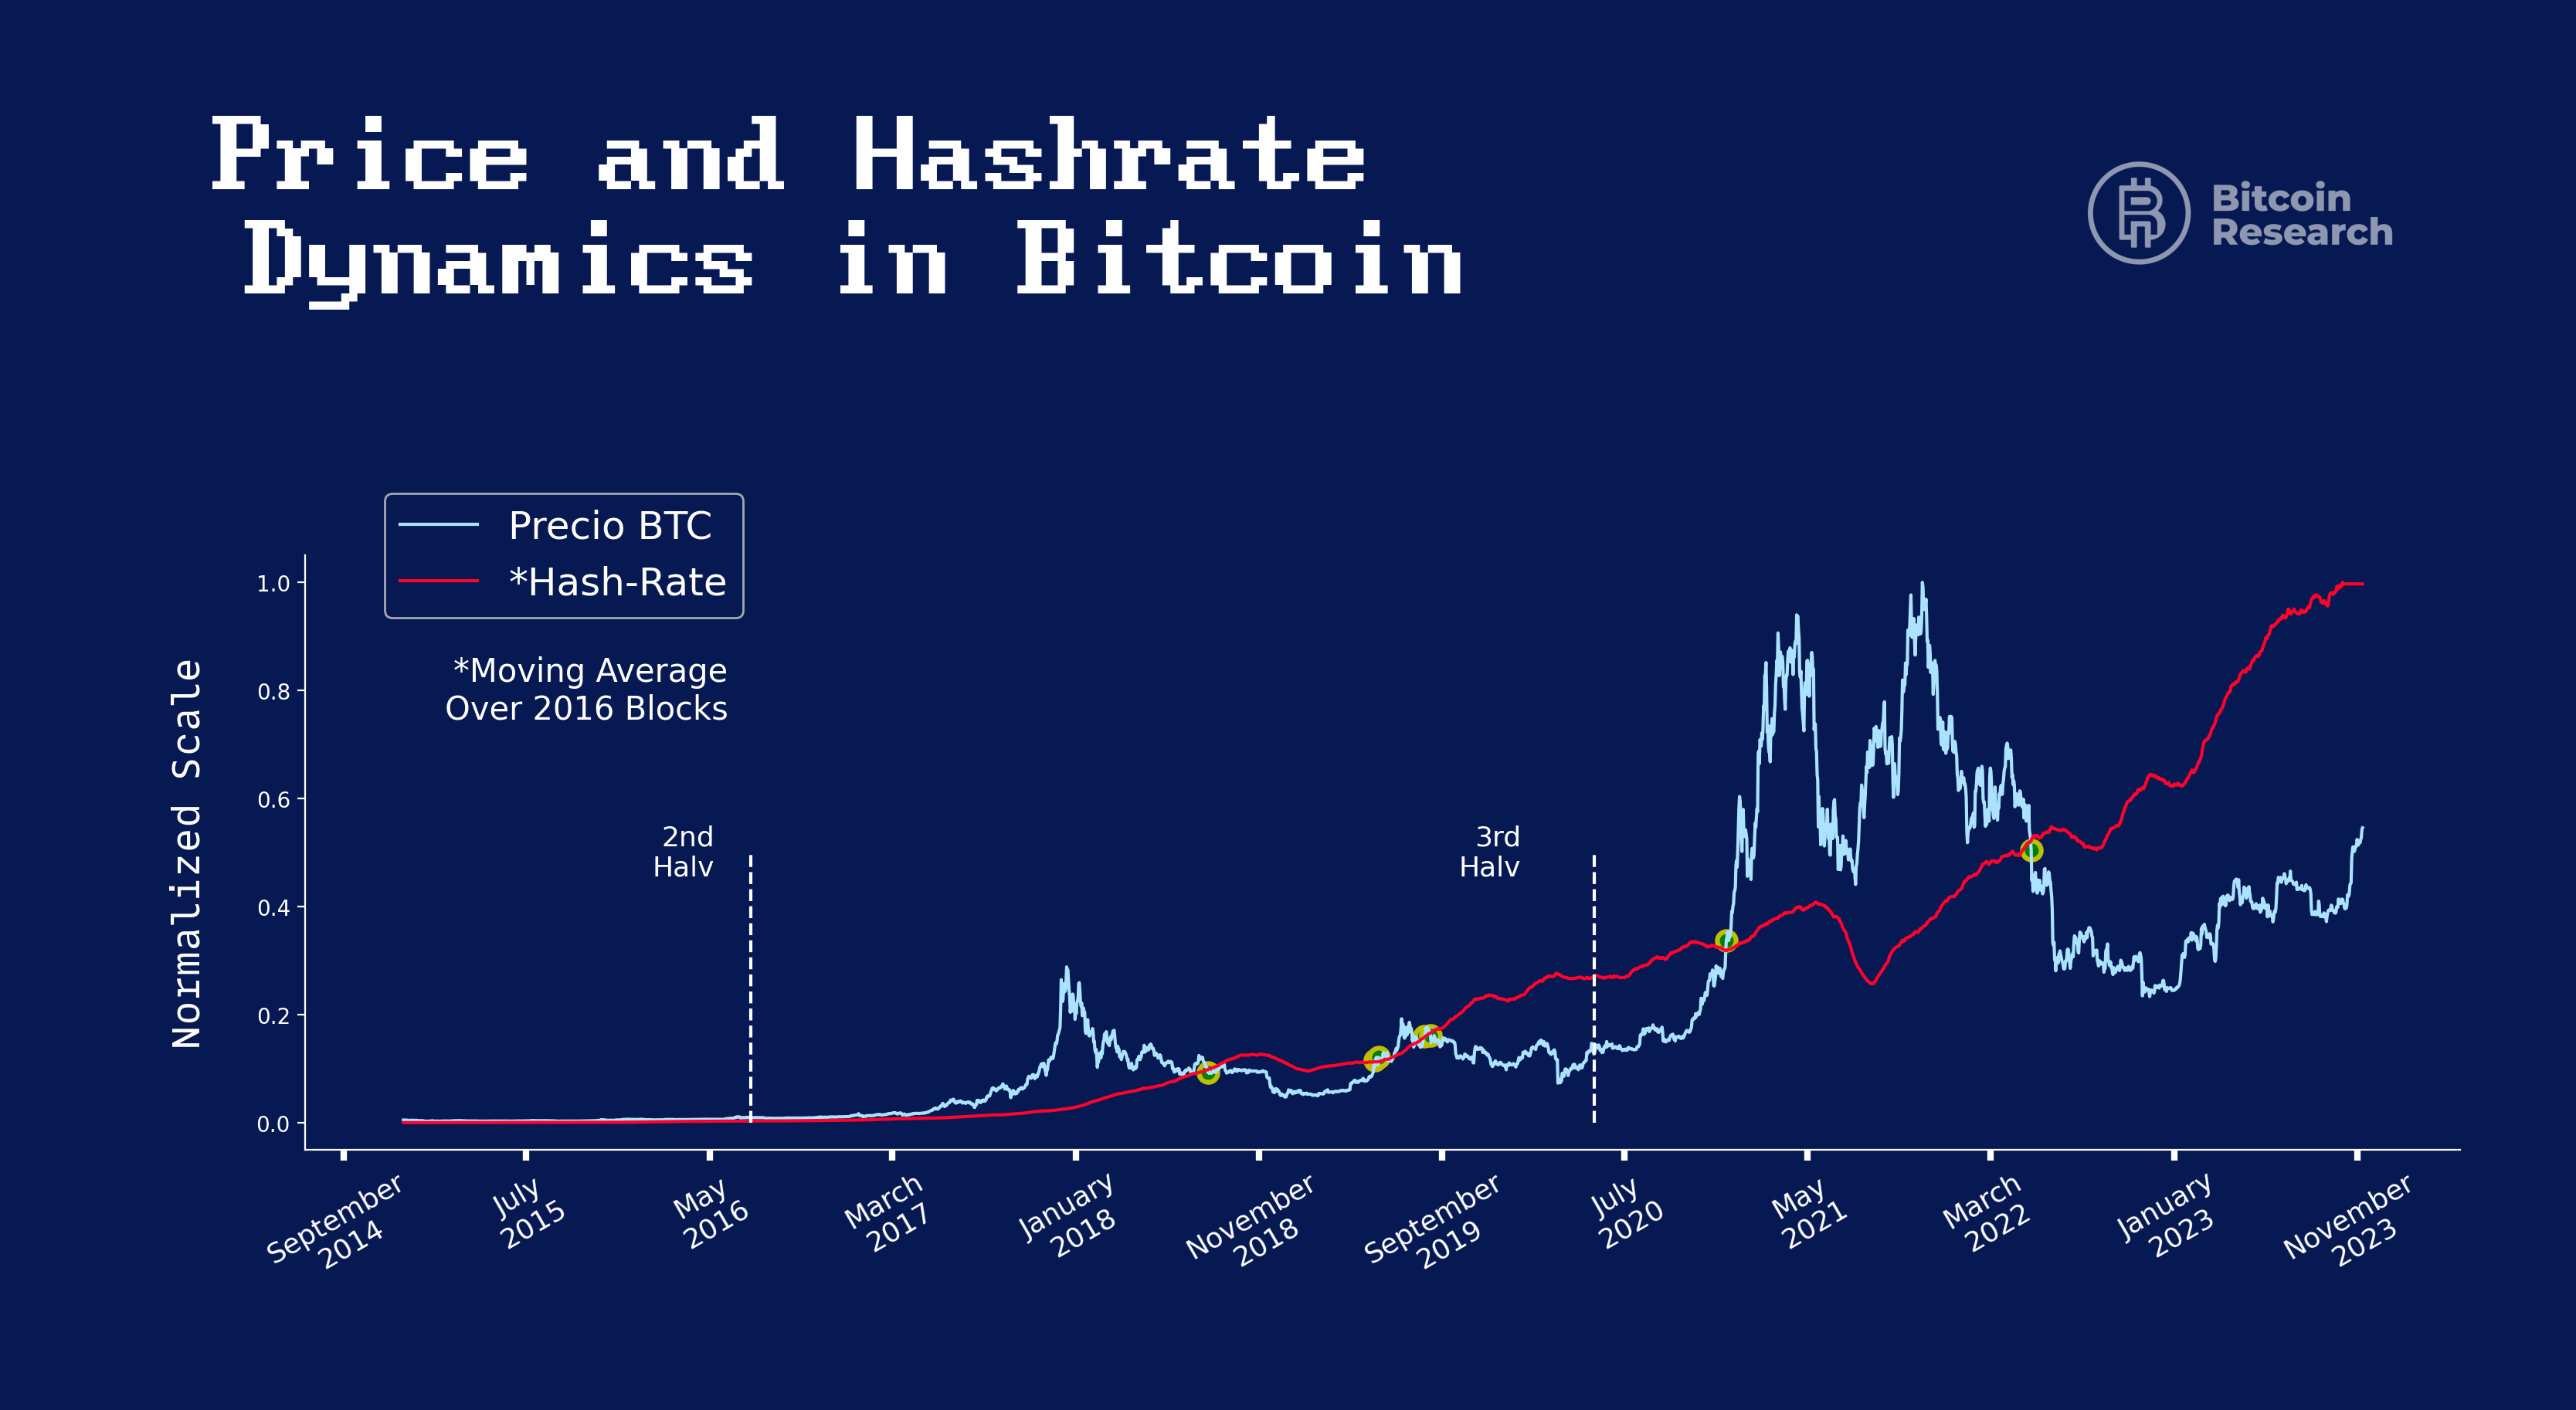 Price and Hashrate
Dynamics in Bitcoin
Bitcoin
Research
Precio BTC
*Hash-Rate
*Moving Average
Over 2016 Blocks
Normalized Scale
1.0
0.8
0.6
0.4
0.2
0.0
2nd
Halv
3rd
Halv
September
2014
July
2015
May
2016
March
2017
January
2018
November
2018
September
2019
July
2020
May
2021
March
2022
January
2023
November
2023